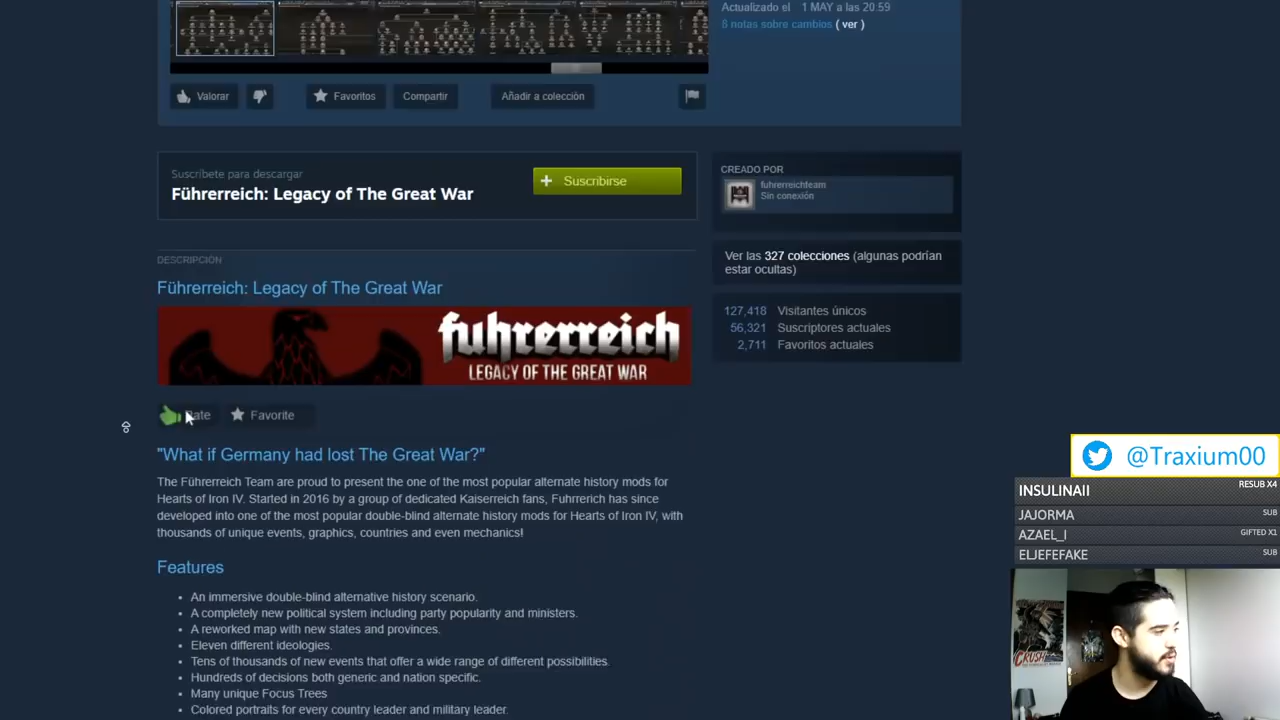 Actualizado el 1 MAY a las 20:59
8 notas sobre cambios ( ver )
Valorar
Favoritos
Compartir
Añadir a colección
Suscríbete para descargar
Führerreich: Legacy of The Great War
Suscribirse
CREADO POR
fuhrerreichteam
Sin conexión
Ver las 327 colecciones (algunas podrían
estar ocultas)
127,418 Visitantes únicos
56,321 Suscriptores actuales
2,711 Favoritos actuales
DESCRIPCIÓN
Führerreich: Legacy of The Great War
fuhrerreich
LEGACY OF THE GREAT WAR
Rate
Favorite
"What if Germany had lost The Great War?"
The Führerreich Team are proud to present the one of the most popular alternate history mods for
Hearts of Iron IV. Started in 2016 by a group of dedicated Kaiserreich fans, Fuhrreich has since
developed into one of the most popular double-blind alternate history mods for Hearts of Iron IV, with
thousands of unique events, graphics, countries and even mechanics!
Features
An immersive double-blind alternative history scenario.
A completely new political system including party popularity and ministers.
A reworked map with new states and provinces.
Eleven different ideologies.
Tens of thousands of new events that offer a wide range of different possibilities.
Hundreds of decisions both generic and nation specific.
Many unique Focus Trees
Colored portraits for every country leader and military leader.
@Traxium00
INSULINAII RESUB X4
JAJORMA SUB
AZAEL_I GIFTED X1
ELJEFEFAKE SUB
CRUSH